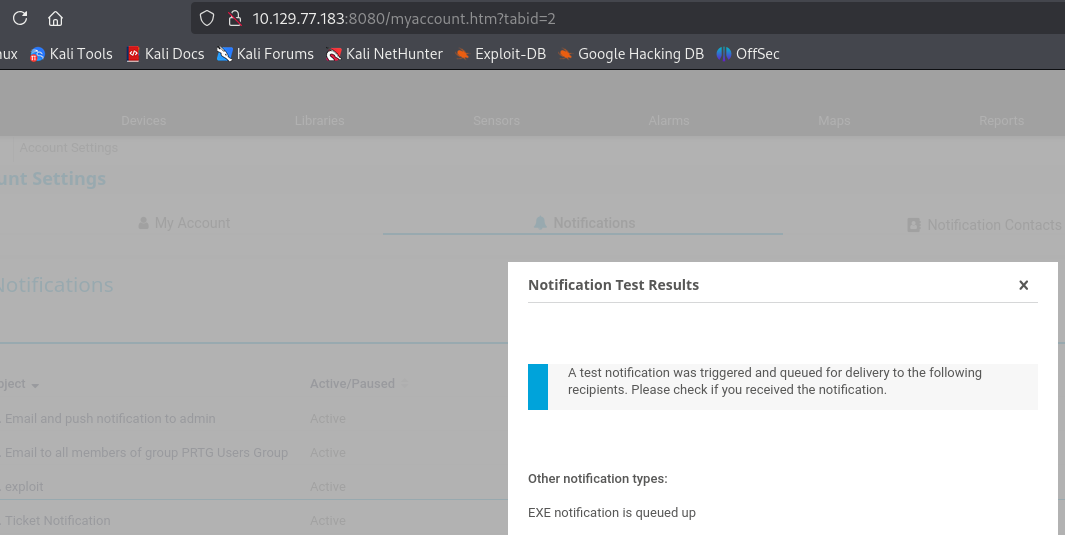 10.129.77.183:8080/myaccount.htm?tabid=2
nux Kali Tools Kali Docs Kali Forums Kali NetHunter Exploit-DB Google Hacking DB OffSec
Devices Libraries Sensors Alarms Maps Reports
Account Settings
unt Settings
My Account Notifications Notification Contacts
Notifications
Notification Test Results
A test notification was triggered and queued for delivery to the following
recipients. Please check if you received the notification.
bject Active/Paused
. Email and push notification to admin Active
. Email to all members of group PRTG Users Group Active
Other notification types:
. exploit Active
EXE notification is queued up
. Ticket Notification Active